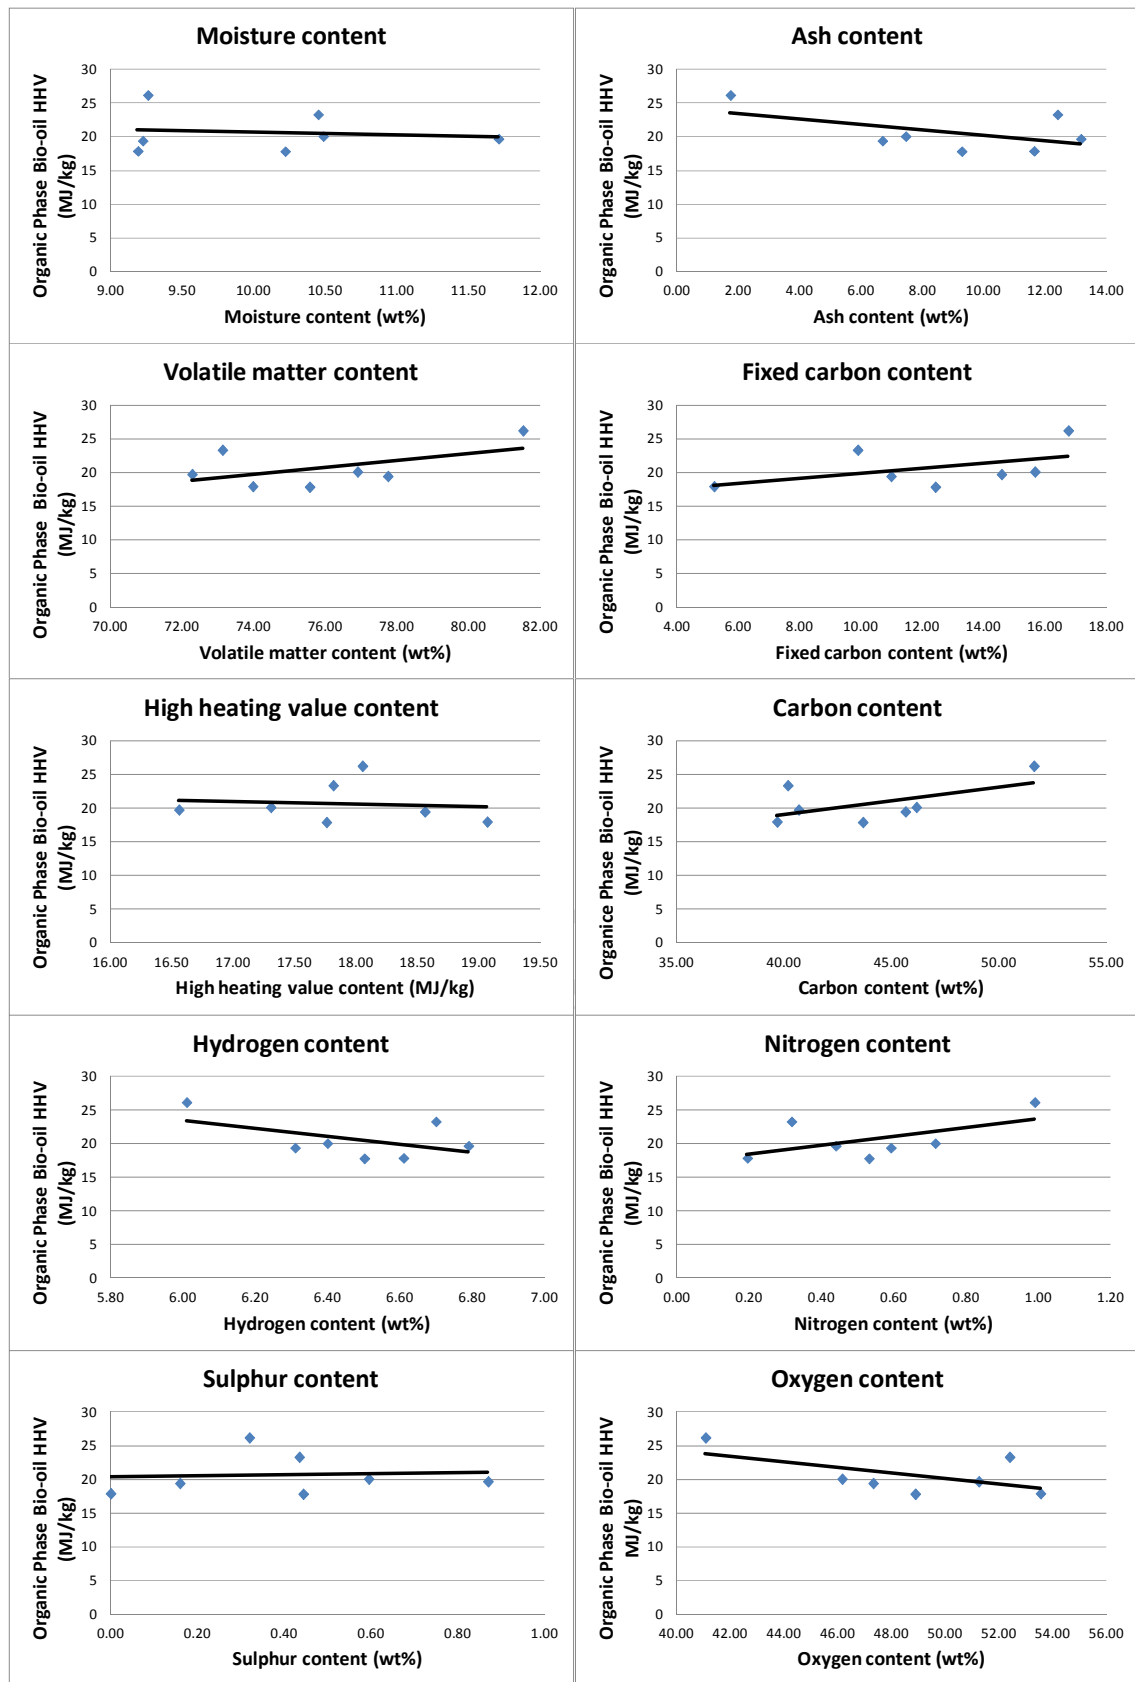 Moisture content
Organic Phase Bio-oil HHV
(MJ/kg)
30
25
20
15
10
5
0
9.00 9.50 10.00 10.50 11.00 11.50 12.00
Moisture content (wt%)
Ash content
Organic Phase Bio-oil HHV
(MJ/kg)
30
25
20
15
10
5
0
0.00 2.00 4.00 6.00 8.00 10.00 12.00 14.00
Ash content (wt%)
Volatile matter content
Organic Phase Bio-oil HHV
(MJ/kg)
30
25
20
15
10
5
0
70.00 72.00 74.00 76.00 78.00 80.00 82.00
Volatile matter content (wt%)
Fixed carbon content
Organic Phase Bio-oil HHV
(MJ/kg)
30
25
20
15
10
5
0
4.00 6.00 8.00 10.00 12.00 14.00 16.00 18.00
Fixed carbon content (wt%)
High heating value content
Organic Phase Bio-oil HHV
(MJ/kg)
30
25
20
15
10
5
0
16.00 16.50 17.00 17.50 18.00 18.50 19.00 19.50
High heating value content (MJ/kg)
Carbon content
Organice Phase Bio-oil HHV
(MJ/kg)
30
25
20
15
10
5
0
35.00 40.00 45.00 50.00 55.00
Carbon content (wt%)
Hydrogen content
Organic Phase Bio-oil HHV
(MJ/kg)
30
25
20
15
10
5
0
5.80 6.00 6.20 6.40 6.60 6.80 7.00
Hydrogen content (wt%)
Nitrogen content
Organic Phase Bio-oil HHV
(MJ/kg)
30
25
20
15
10
5
0
0.00 0.20 0.40 0.60 0.80 1.00 1.20
Nitrogen content (wt%)
Sulphur content
Organic Phase Bio-oil HHV
(MJ/kg)
30
25
20
15
10
5
0
0.00 0.20 0.40 0.60 0.80 1.00
Sulphur content (wt%)
Oxygen content
Organic Phase Bio-oil HHV
MJ/kg)
30
25
20
15
10
5
0
40.00 42.00 44.00 46.00 48.00 50.00 52.00 54.00 56.00
Oxygen content (wt%)